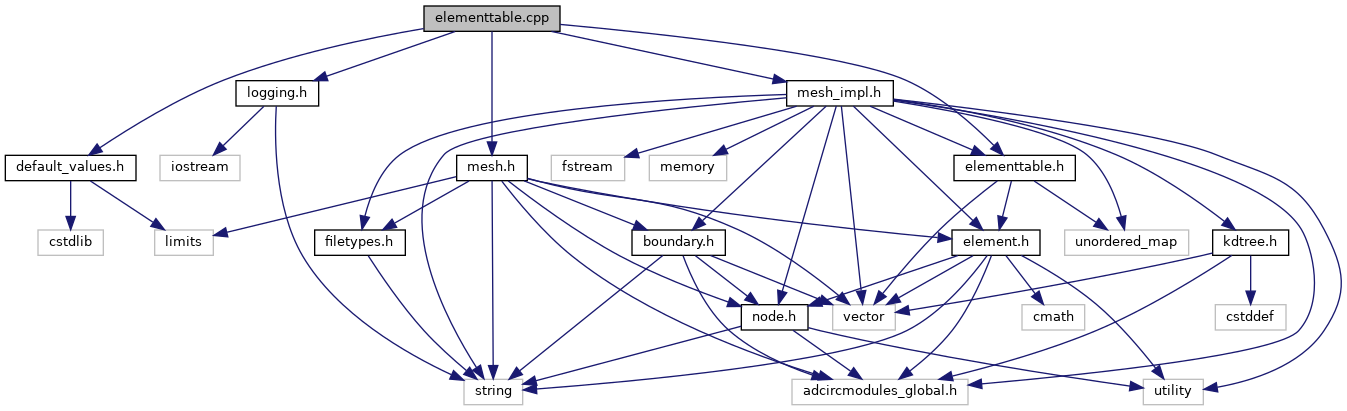 elementtable.cpp
logging.h
mesh_impl.h
default_values.h
iostream
mesh.h
fstream
memory
elementtable.h
cstdlib
limits
filetypes.h
boundary.h
element.h
unordered_map
kdtree.h
node.h
vector
cmath
cstddef
string
adcircmodules_global.h
utility